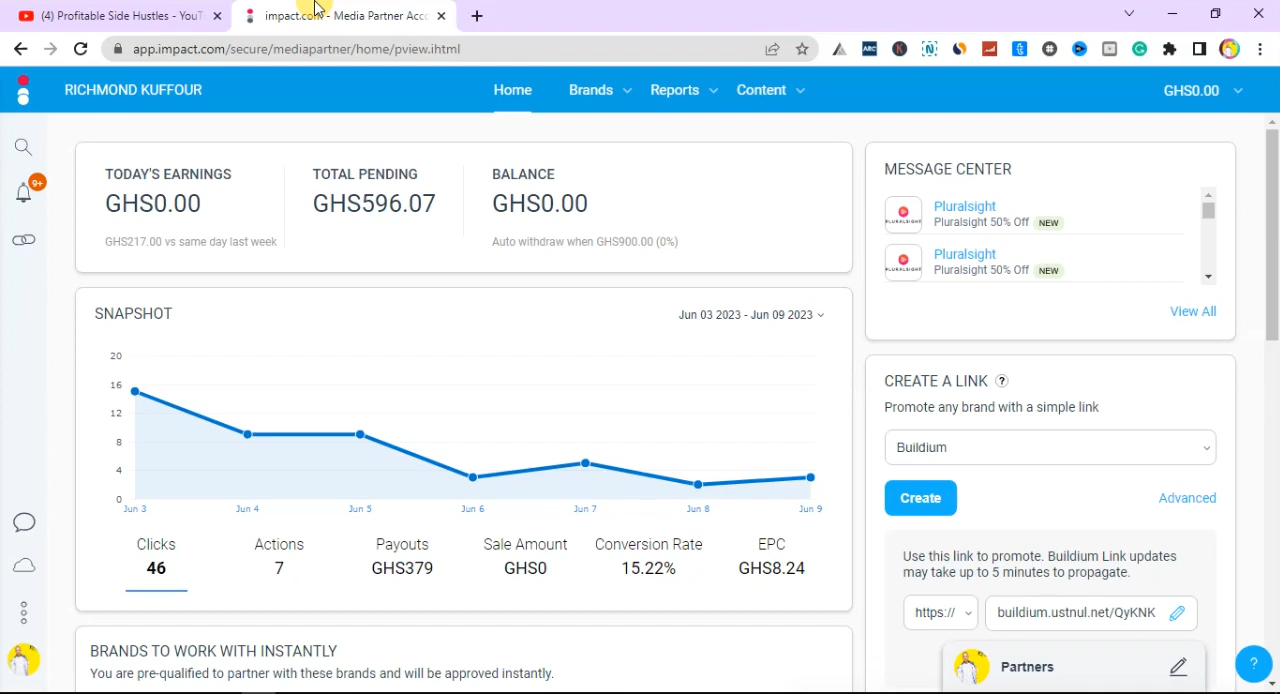 (4) Profitable Side Hustles - YouT
impact.com - Media Partner Acco
app.impact.com/secure/mediapartner/home/pview.ihtml
ABC
RICHMOND KUFFOUR
Home
Brands
Reports
Content
GHS0.00
9+
TODAY'S EARNINGS
GHS0.00
GHS217.00 vs same day last week
TOTAL PENDING
GHS596.07
BALANCE
GHS0.00
Auto withdraw when GHS900.00 (0%)
MESSAGE CENTER
PLURALSIGHT
Pluralsight
Pluralsight 50% Off NEW
PLURALSIGHT
Pluralsight
Pluralsight 50% Off NEW
View All
SNAPSHOT
Jun 03 2023 - Jun 09 2023
20
16
12
8
4
0
Jun 3
Jun 4
Jun 5
Jun 6
Jun 7
Jun 8
Jun 9
Clicks
46
Actions
7
Payouts
GHS379
Sale Amount
GHS0
Conversion Rate
15.22%
EPC
GHS8.24
CREATE A LINK ?
Promote any brand with a simple link
Buildium
Create
Advanced
Use this link to promote. Buildium Link updates
may take up to 5 minutes to propagate.
https://
buildium.ustnul.net/QyKNK
BRANDS TO WORK WITH INSTANTLY
You are pre-qualified to partner with these brands and will be approved instantly.
Partners
?